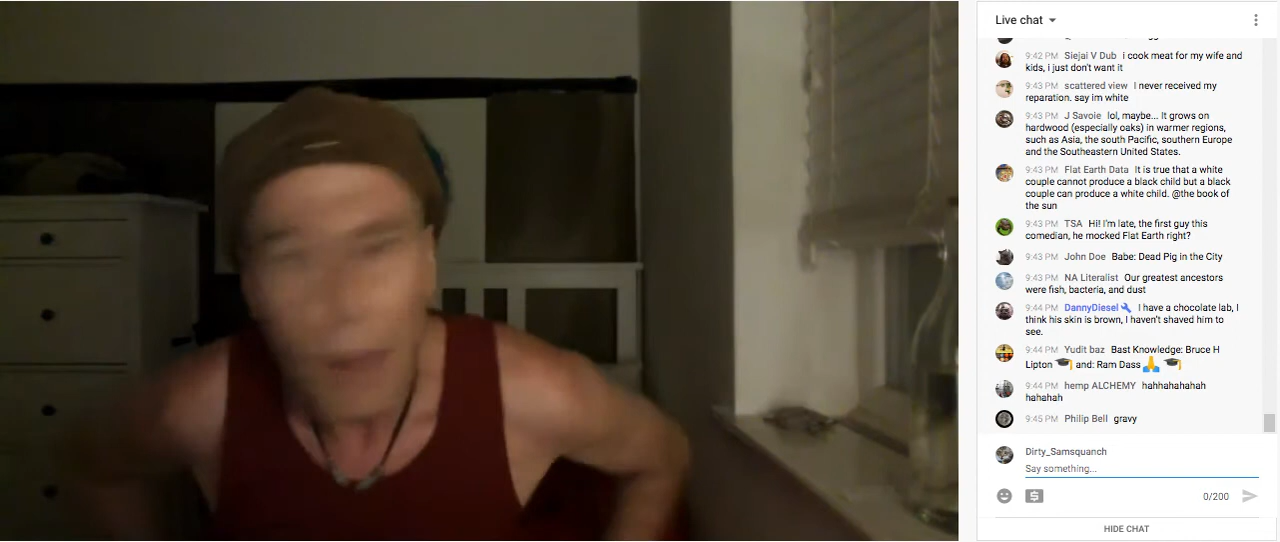 Live chat
9:42 PM Siejai V Dub i cook meat for my wife and
kids, i just don't want it
9:43 PM scattered view I never received my
reparation. say im white
9:43 PM J Savoie lol, maybe... It grows on
hardwood (especially oaks) in warmer regions,
such as Asia, the south Pacific, southern Europe
and the Southeastern United States.
9:43 PM Flat Earth Data It is true that a white
couple cannot produce a black child but a black
couple can produce a white child. @the book of
the sun
9:43 PM TSA Hi! I'm late, the first guy this
comedian, he mocked Flat Earth right?
9:43 PM John Doe Babe: Dead Pig in the City
9:43 PM NA Literalist Our greatest ancestors
were fish, bacteria, and dust
9:44 PM DannyDiesel I have a chocolate lab, I
think his skin is brown, I haven't shaved him to
see.
9:44 PM Yudit baz Bast Knowledge: Bruce H
Lipton 🎓 and: Ram Dass 🙏 🎓
9:44 PM hemp ALCHEMY hahhahahahah
hahahah
9:45 PM Philip Bell gravy
Dirty_Samsquanch
Say something...
0/200
HIDE CHAT